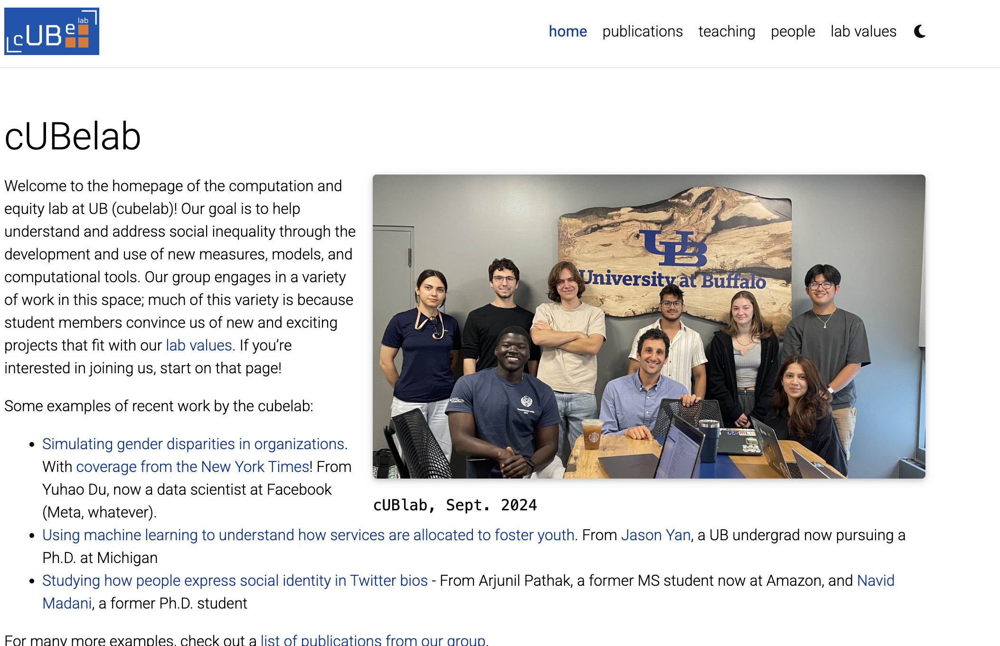 cUBe lab
home publications teaching people lab values
cUBelab
Welcome to the homepage of the computation and
equity lab at UB (cubelab)! Our goal is to help
understand and address social inequality through the
development and use of new measures, models, and
computational tools. Our group engages in a variety
of work in this space; much of this variety is because
student members convince us of new and exciting
projects that fit with our lab values. If you’re
interested in joining us, start on that page!
Some examples of recent work by the cubelab:
• Simulating gender disparities in organizations.
With coverage from the New York Times! From
Yuhao Du, now a data scientist at Facebook
(Meta, whatever).
UB
University at Buffalo
cUBlab, Sept. 2024
• Using machine learning to understand how services are allocated to foster youth. From Jason Yan, a UB undergrad now pursuing a
Ph.D. at Michigan
• Studying how people express social identity in Twitter bios - From Arjunil Pathak, a former MS student now at Amazon, and Navid
Madani, a former Ph.D. student
For many more examples, check out a list of publications from our group.